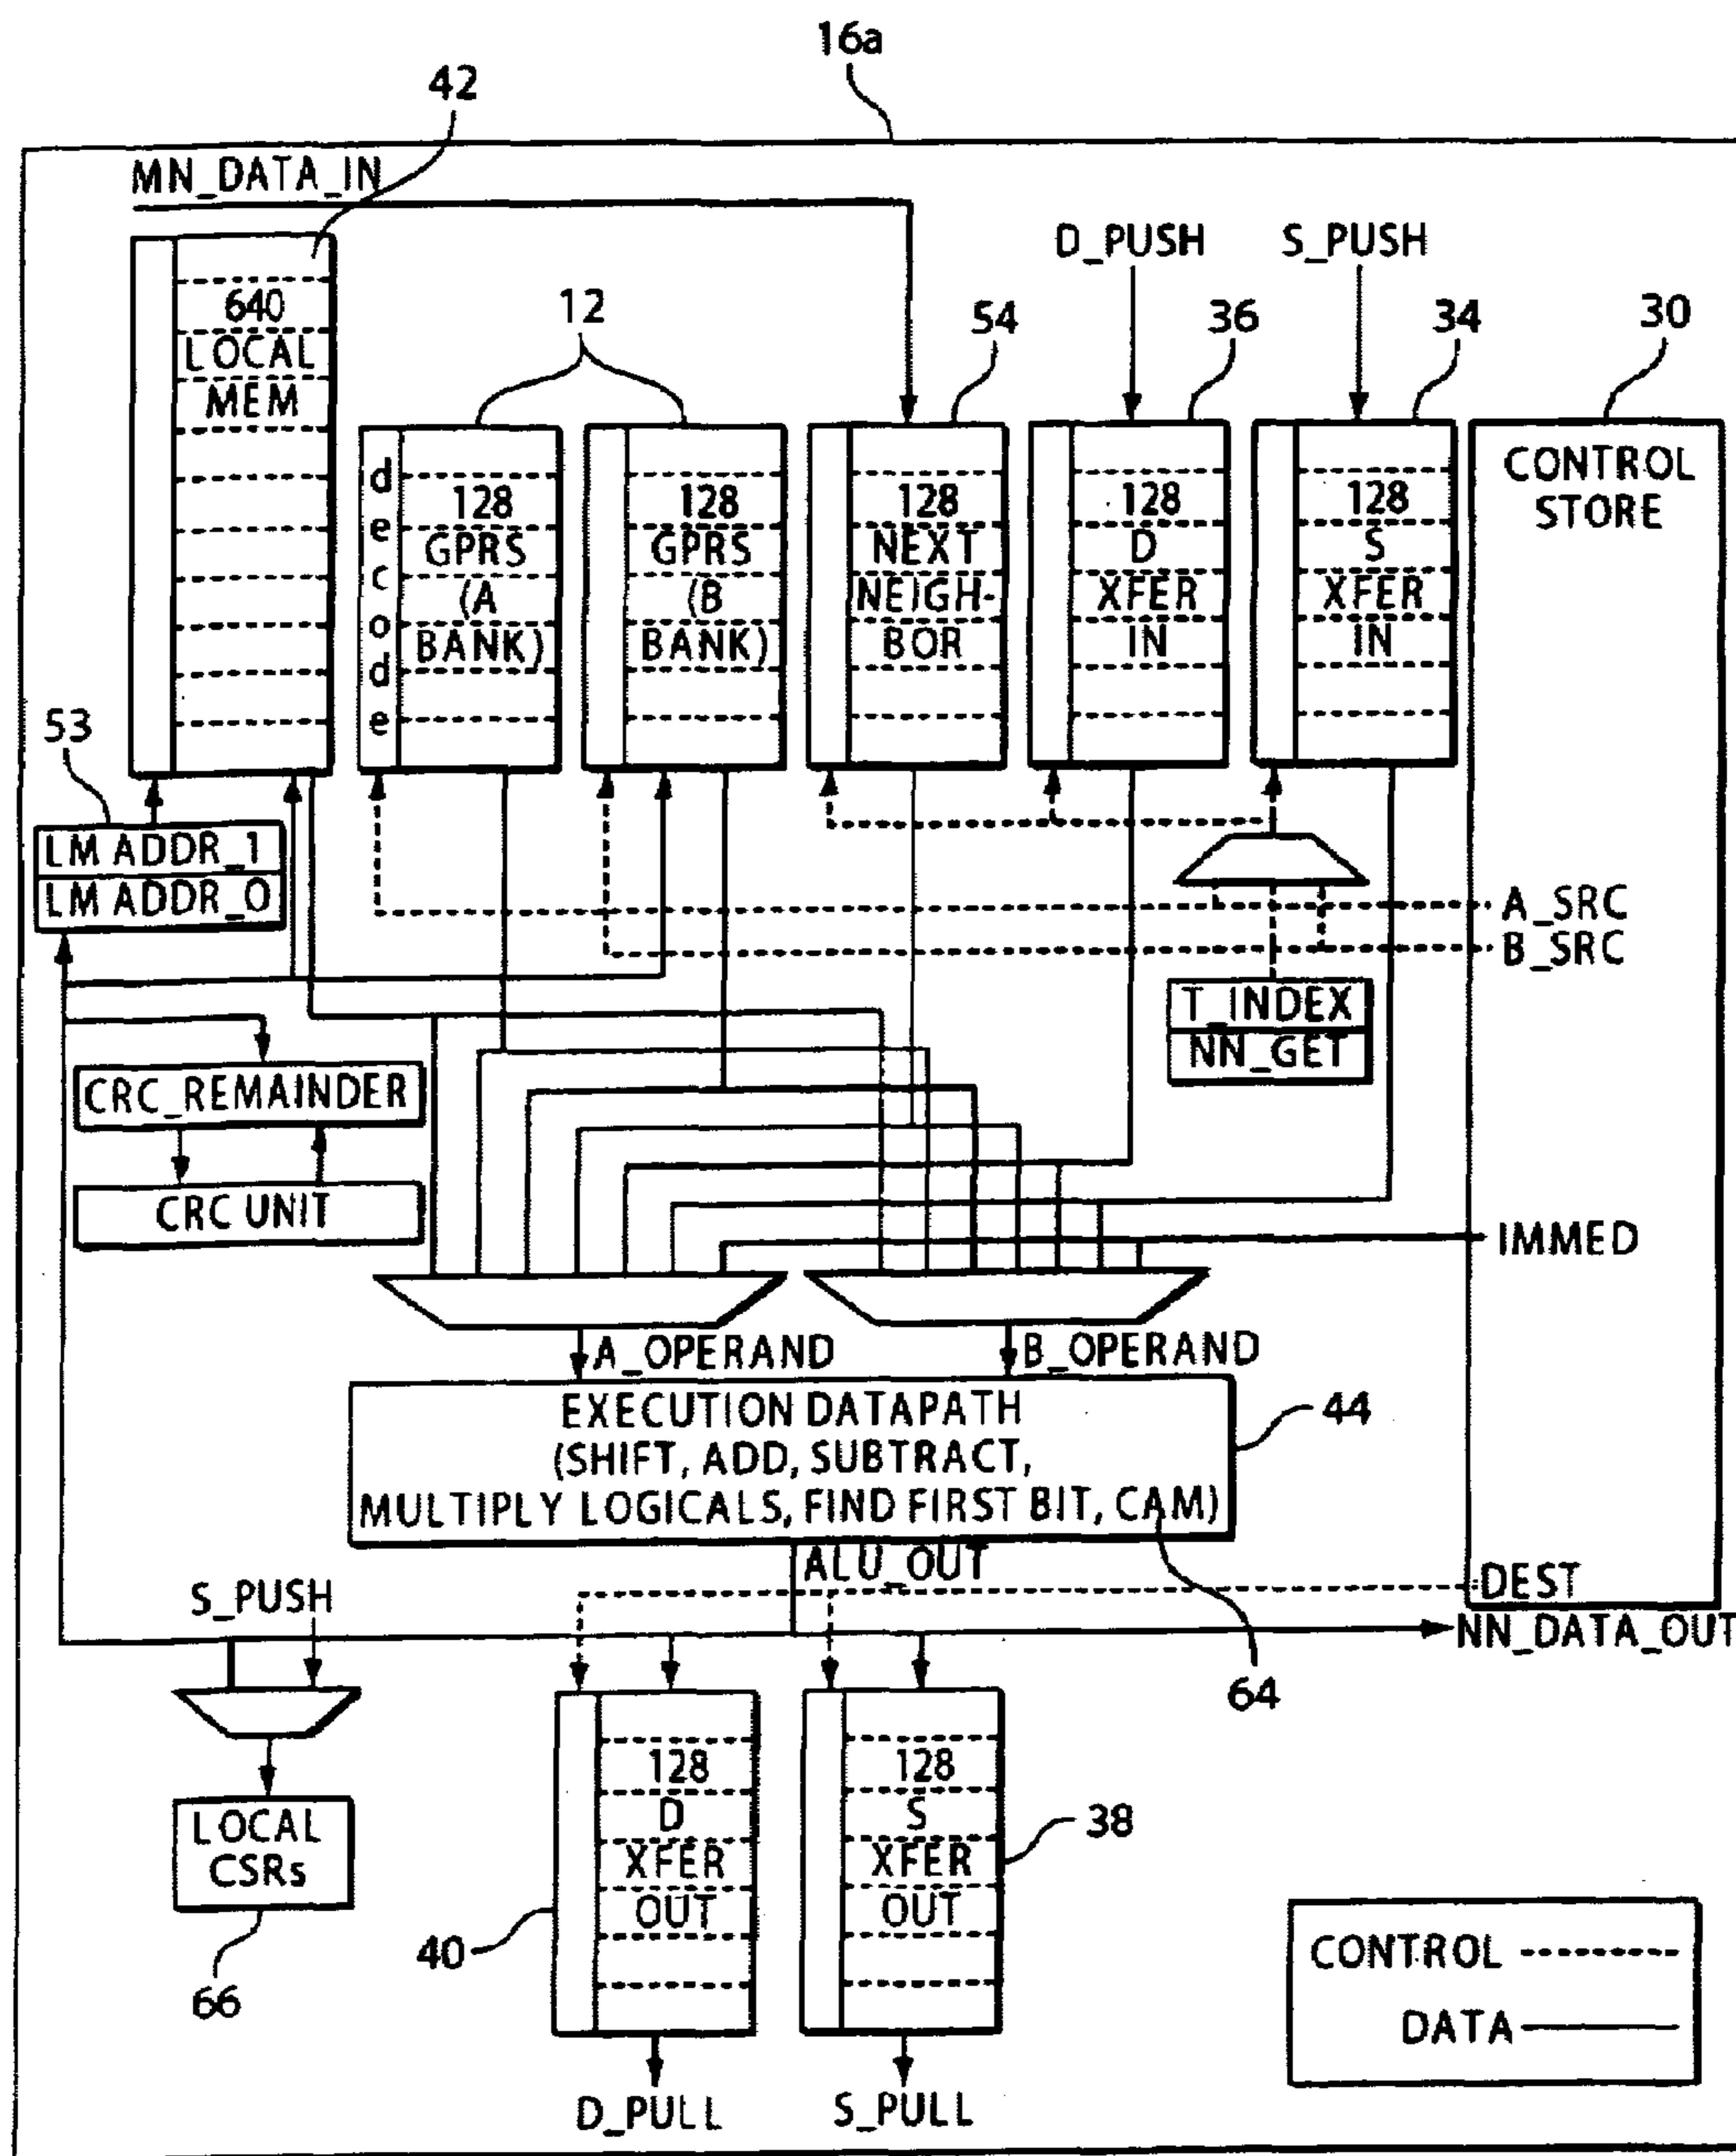 16a
42
MN_DATA_IN
D_PUSH
S_PUSH
12
54
36
34
30
640
LOCAL
MEM
decode
128
GPRS
(A
BANK)
128
GPRS
(B
BANK)
128
NEXT
NEIGH-
BOR
128
D
XFER
IN
128
S
XFER
IN
CONTROL
STORE
53
LM ADDR_1
LM ADDR_0
A_SRC
B_SRC
T_INDEX
NN_GET
CRC_REMAINDER
CRC UNIT
IMMED
A_OPERAND
B_OPERAND
EXECUTION DATAPATH
(SHIFT, ADD, SUBTRACT,
MULTIPLY LOGICALS, FIND FIRST BIT, CAM)
44
ALU_OUT
DEST
S_PUSH
NN_DATA_OUT
64
LOCAL
CSRs
66
128
D
XFER
OUT
40
128
S
XFER
OUT
38
D_PULL
S_PULL
CONTROL
DATA